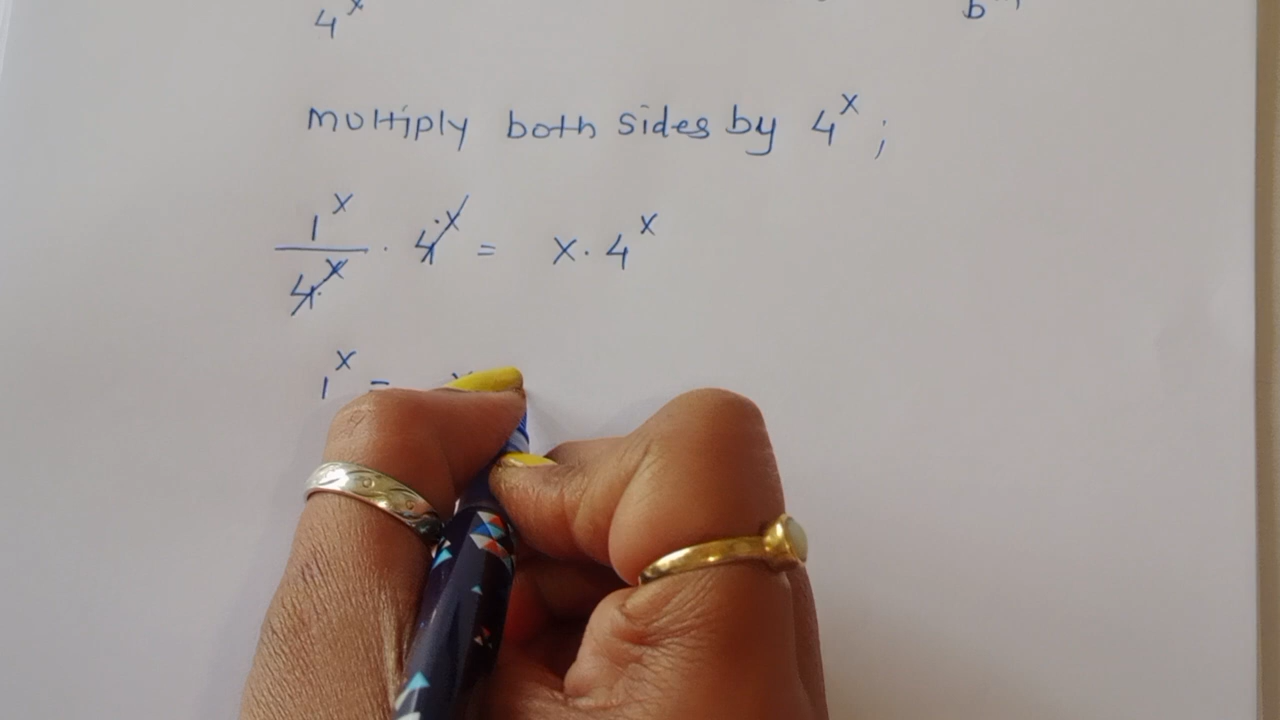 4^x
multiply both sides by 4^x ;
1^x / 4^x · 4^x = x · 4^x
1^x =